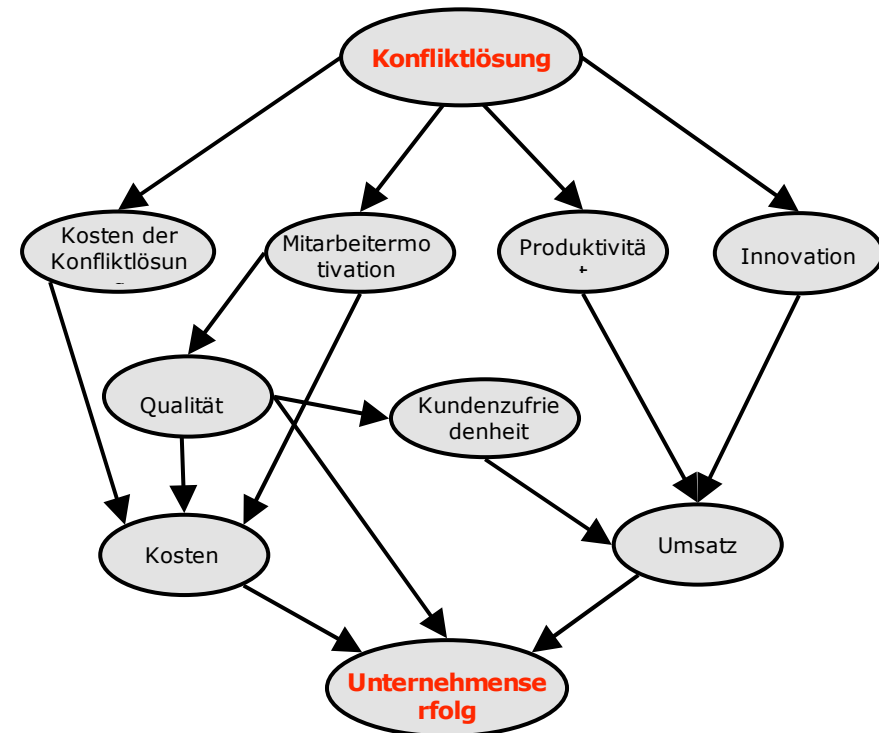 Konfliktlösung
Kosten der
Konfliktlösun
Mitarbeitermo
tivation
Produktivitä
Innovation
Qualität
Kundenzufrie
denheit
Kosten
Umsatz
Unternehmense
rfolg